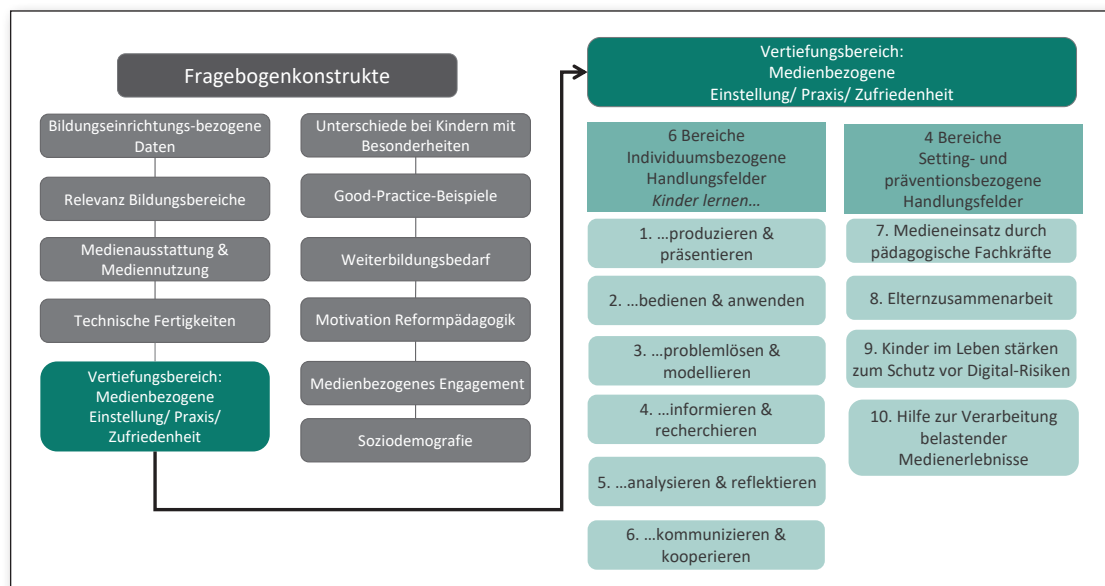 Fragebogenkonstrukte
Bildungseinrichtungs-bezogene
Daten
Relevanz Bildungsbereiche
Medienausstattung &
Mediennutzung
Technische Fertigkeiten
Vertiefungsbereich:
Medienbezogene
Einstellung/ Praxis/
Zufriedenheit
Unterschiede bei Kindern mit
Besonderheiten
Good-Practice-Beispiele
Weiterbildungsbedarf
Motivation Reformpädagogik
Medienbezogenes Engagement
Soziodemografie
Vertiefungsbereich:
Medienbezogene
Einstellung/ Praxis/ Zufriedenheit
6 Bereiche
Individuumsbezogene
Handlungsfelder
Kinder lernen...
1. ...produzieren &
präsentieren
2. ...bedienen & anwenden
3. ...problemlösen &
modellieren
4. ...informieren &
recherchieren
5. ...analysieren & reflektieren
6. ...kommunizieren &
kooperieren
4 Bereiche
Setting- und
präventionsbezogene
Handlungsfelder
7. Medieneinsatz durch
pädagogische Fachkräfte
8. Elternzusammenarbeit
9. Kinder im Leben stärken
zum Schutz vor Digital-Risiken
10. Hilfe zur Verarbeitung
belastender
Medienerlebnisse